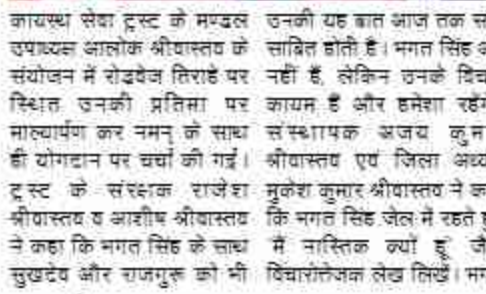 कायस्थ सेवा ट्रस्ट के मण्डल
उपाध्यक्ष आलोक श्रीवास्तव के
संयोजन में रोडवेज तिराहे पर
स्थित उनकी प्रतिमा पर
माल्यार्पण कर नमन् के साथ
ही योगदान पर चर्चा की गई।
ट्रस्ट के संरक्षक राजेश
श्रीवास्तव व आशीष श्रीवास्तव
ने कहा कि भगत सिंह के साथ
सुखदेव और राजगुरू को भी
उनकी यह बात आज तक
साबित होती है। भगत सिंह
नहीं हैं, लेकिन उनके
कायम हैं और हमेशा रहेंगे
संस्थापक अजय
श्रीवास्तव एवं जिला
मुकेश कुमार श्रीवास्तव ने
कि भगत सिंह जेल में रहते
में नास्तिक क्यों हूं
विचारोत्तेजक लेख लिखें।